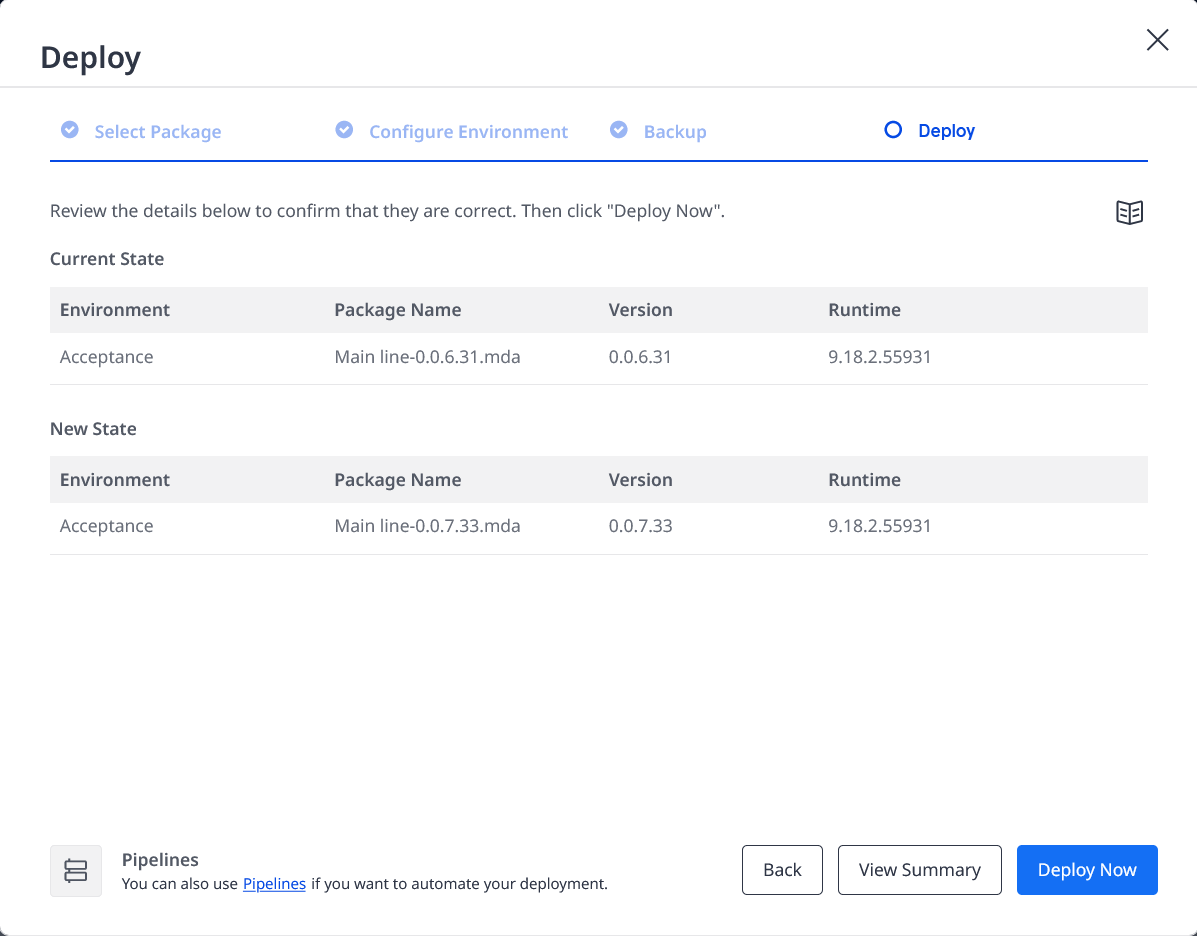 Deploy
Select Package
Configure Environment
Backup
Deploy
Review the details below to confirm that they are correct. Then click "Deploy Now".
Current State
Environment Package Name Version Runtime
Acceptance Main line-0.0.6.31.mda 0.0.6.31 9.18.2.55931
New State
Environment Package Name Version Runtime
Acceptance Main line-0.0.7.33.mda 0.0.7.33 9.18.2.55931
Pipelines
You can also use Pipelines if you want to automate your deployment.
Back
View Summary
Deploy Now